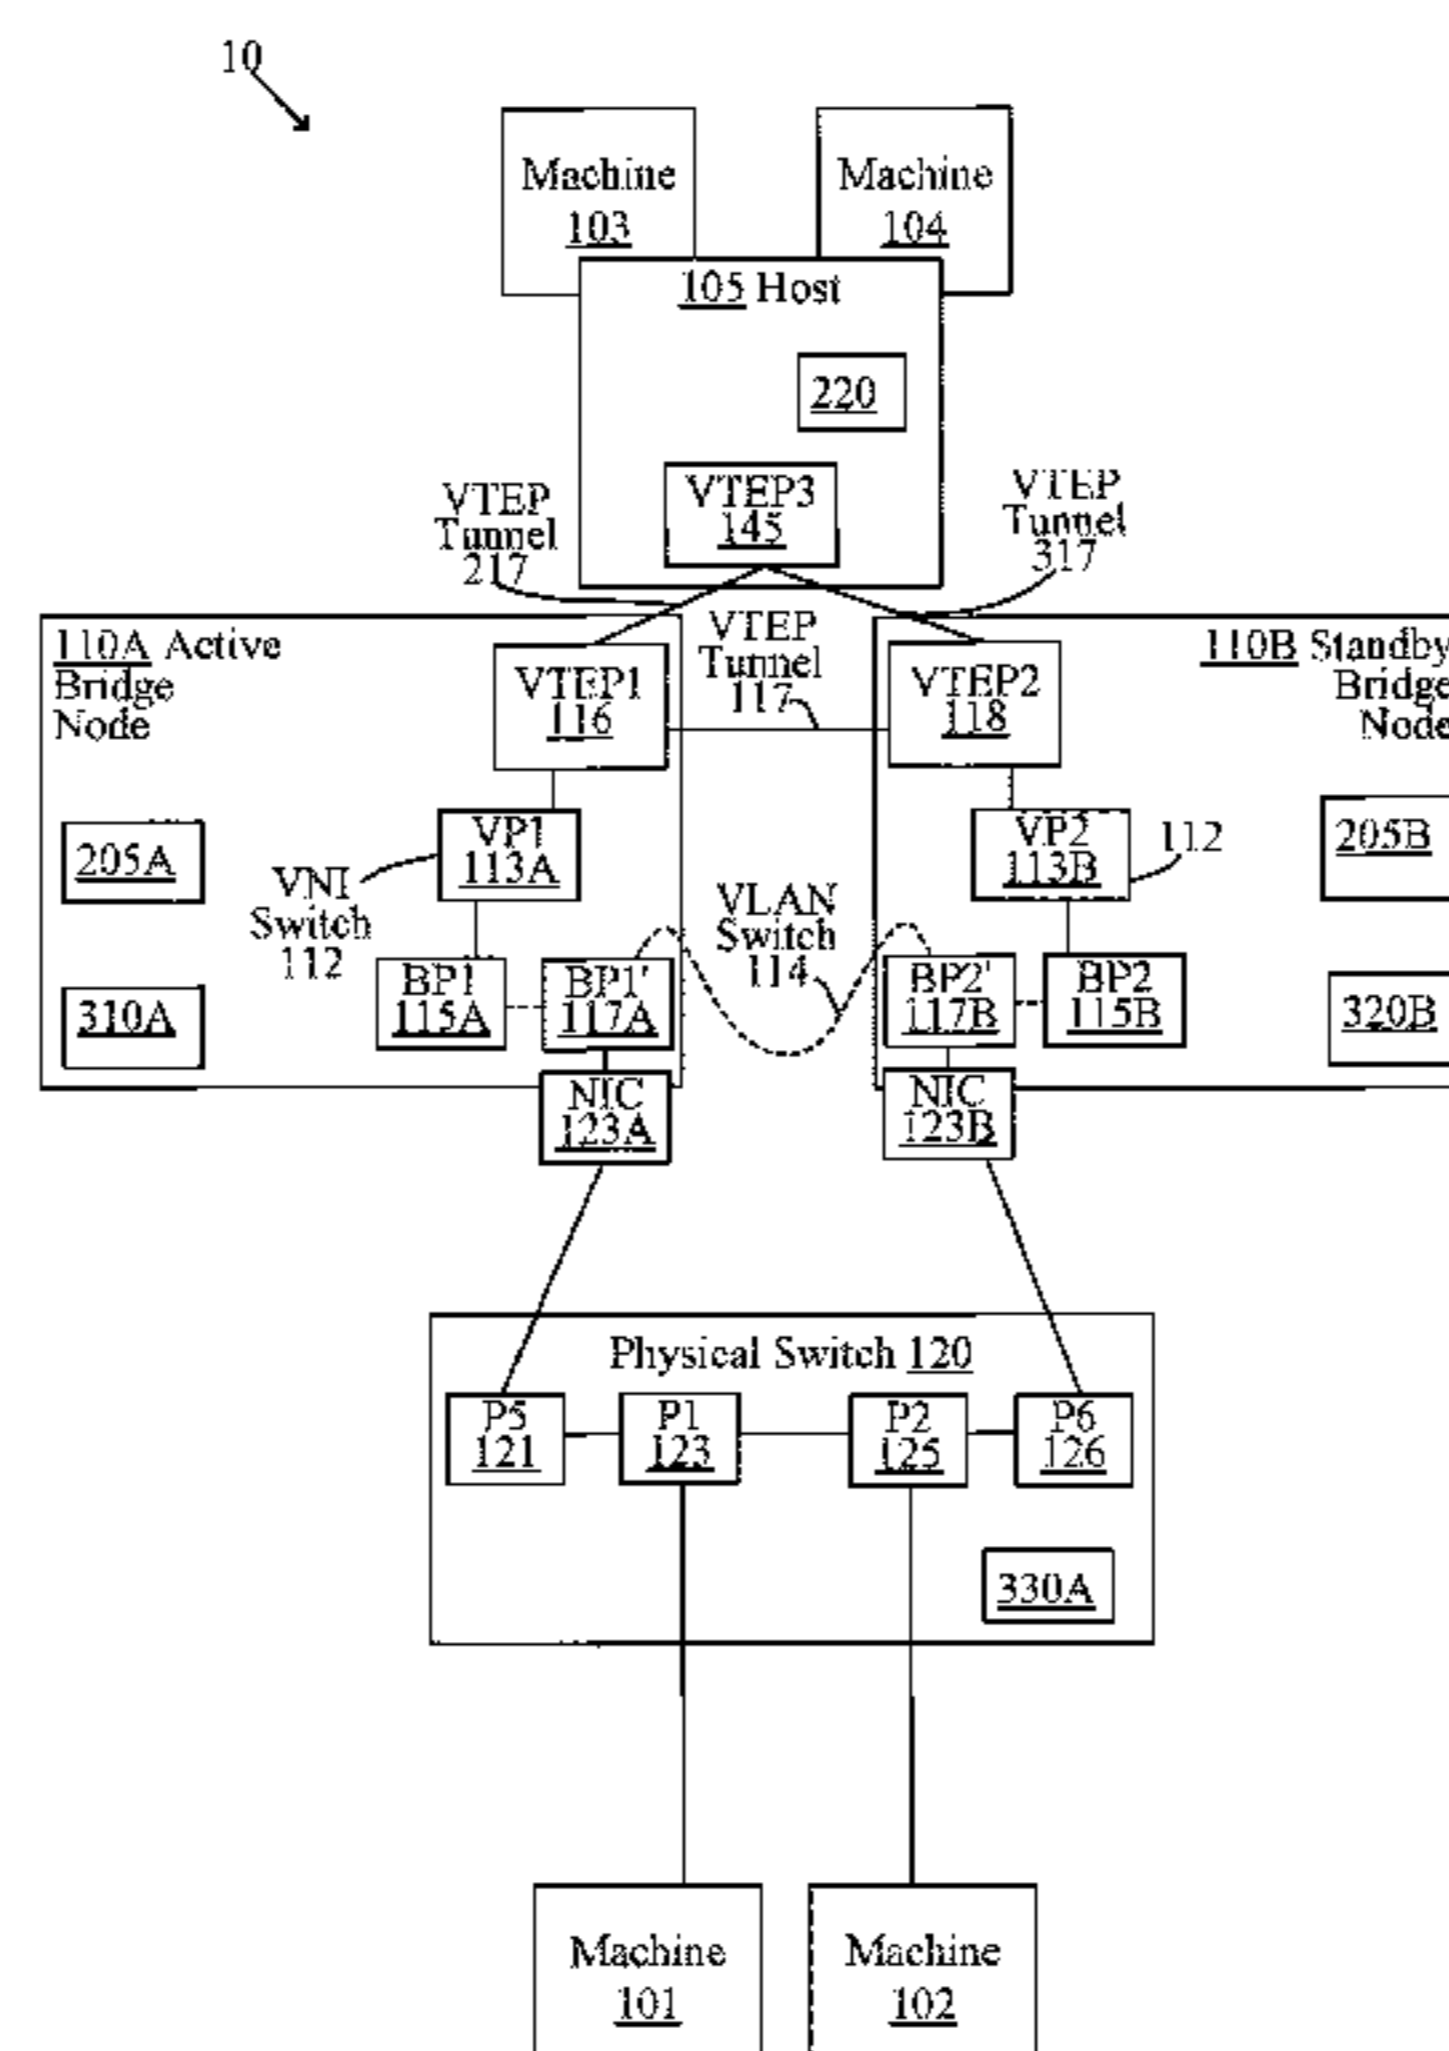 10
Machine
103
Machine
104
105 Host
220
VTEP3
145
VTEP
Tunnel
217
VTEP
Tunnel
317
110A Active
Bridge
Node
VTEP1
116
VTEP
Tunnel
117
VTEP2
118
110B Standby
Bridge
Node
205A
VP1
113A
VNI
Switch
112
VP2
113B
112
205B
310A
BP1
115A
BP1'
117A
VLAN
Switch
114
BP2'
117B
BP2
115B
320B
NIC
123A
NIC
123B
Physical Switch 120
P5
121
P1
123
P2
125
P6
126
330A
Machine
101
Machine
102